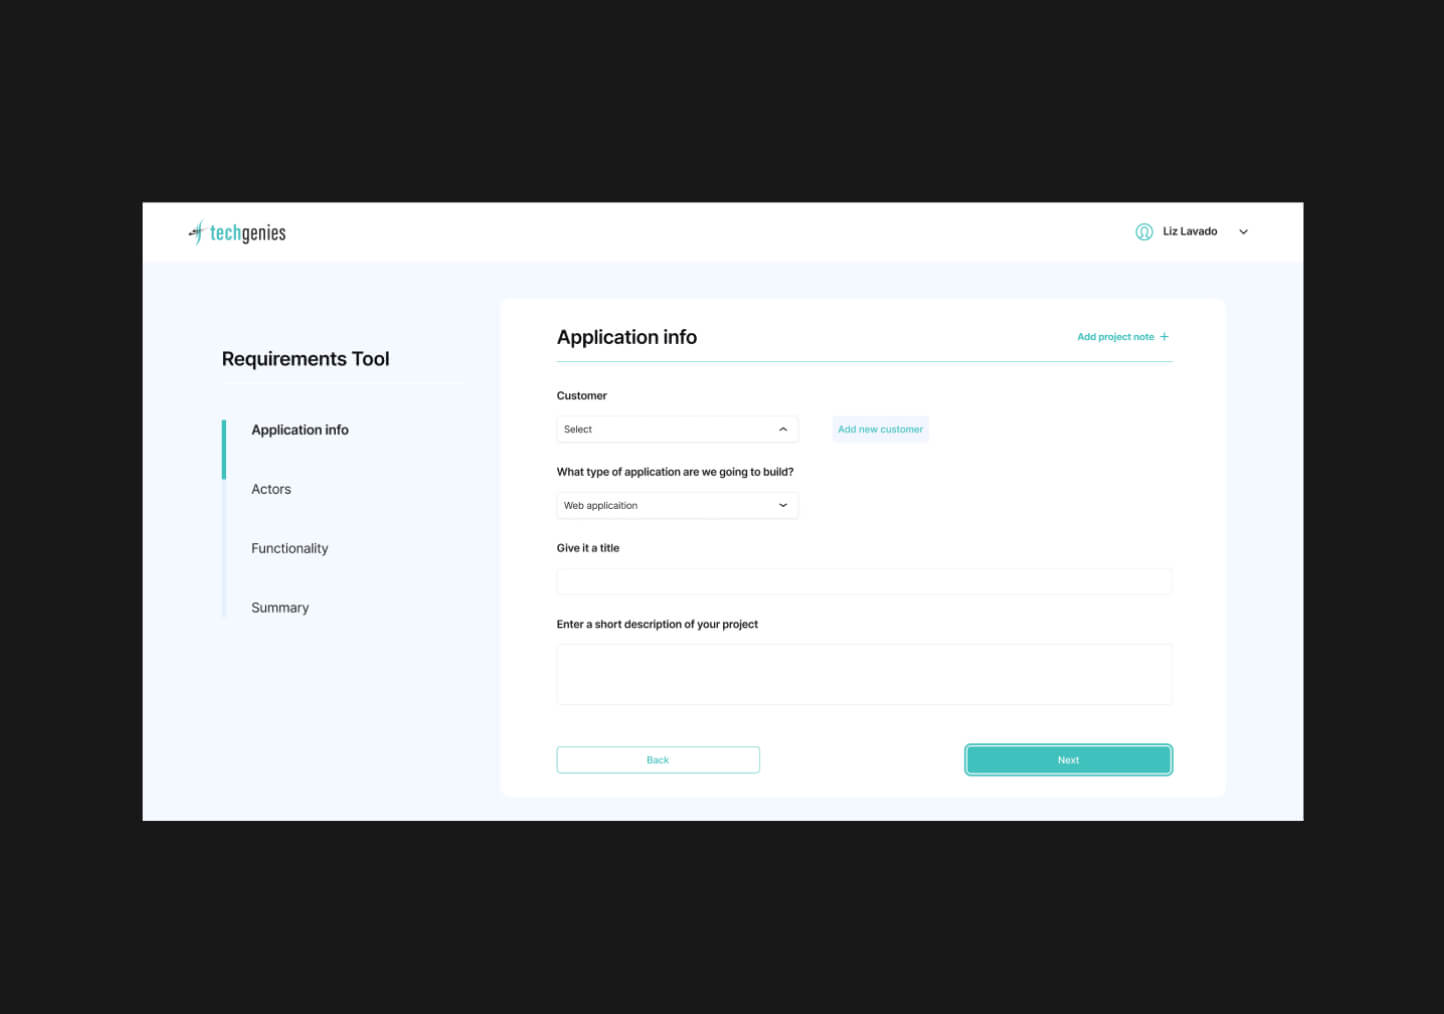 techgenies
Liz Lavado
Requirements Tool
Application info
Actors
Functionality
Summary
Application info
Add project note +
Customer
Select
Add new customer
What type of application are we going to build?
Web applicaition
Give it a title
Enter a short description of your project
Back
Next